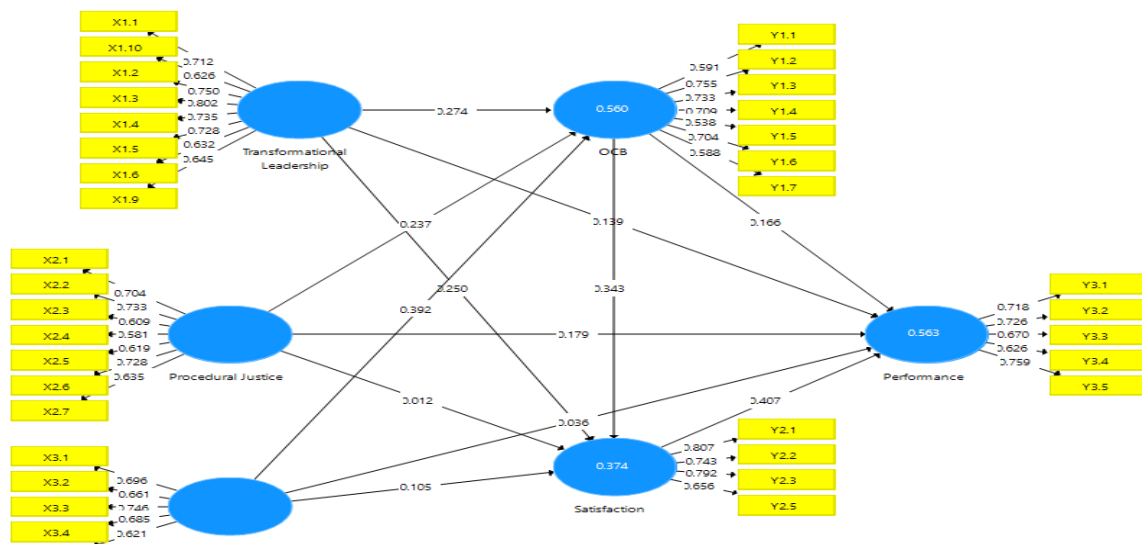 X1.1
X1.10
X1.2
X1.3
X1.4
X1.5
X1.6
X1.9
0.712
0.626
0.750
0.802
0.735
0.728
0.632
0.645
Transformational
Leadership
0.274
0.560
OCB
0.591
0.755
0.733
0.709
0.538
0.704
0.588
Y1.1
Y1.2
Y1.3
Y1.4
Y1.5
Y1.6
Y1.7
0.237
0.139
0.166
0.250
0.343
0.392
X2.1
X2.2
X2.3
X2.4
X2.5
X2.6
X2.7
0.704
0.733
0.609
0.581
0.619
0.728
0.635
Procedural Justice
0.179
0.563
Performance
0.718
0.726
0.670
0.626
0.759
Y3.1
Y3.2
Y3.3
Y3.4
Y3.5
0.012
0.036
0.407
X3.1
X3.2
X3.3
X3.4
0.696
0.661
0.746
0.685
0.621
0.105
0.374
Satisfaction
0.807
0.743
0.792
0.656
Y2.1
Y2.2
Y2.3
Y2.5